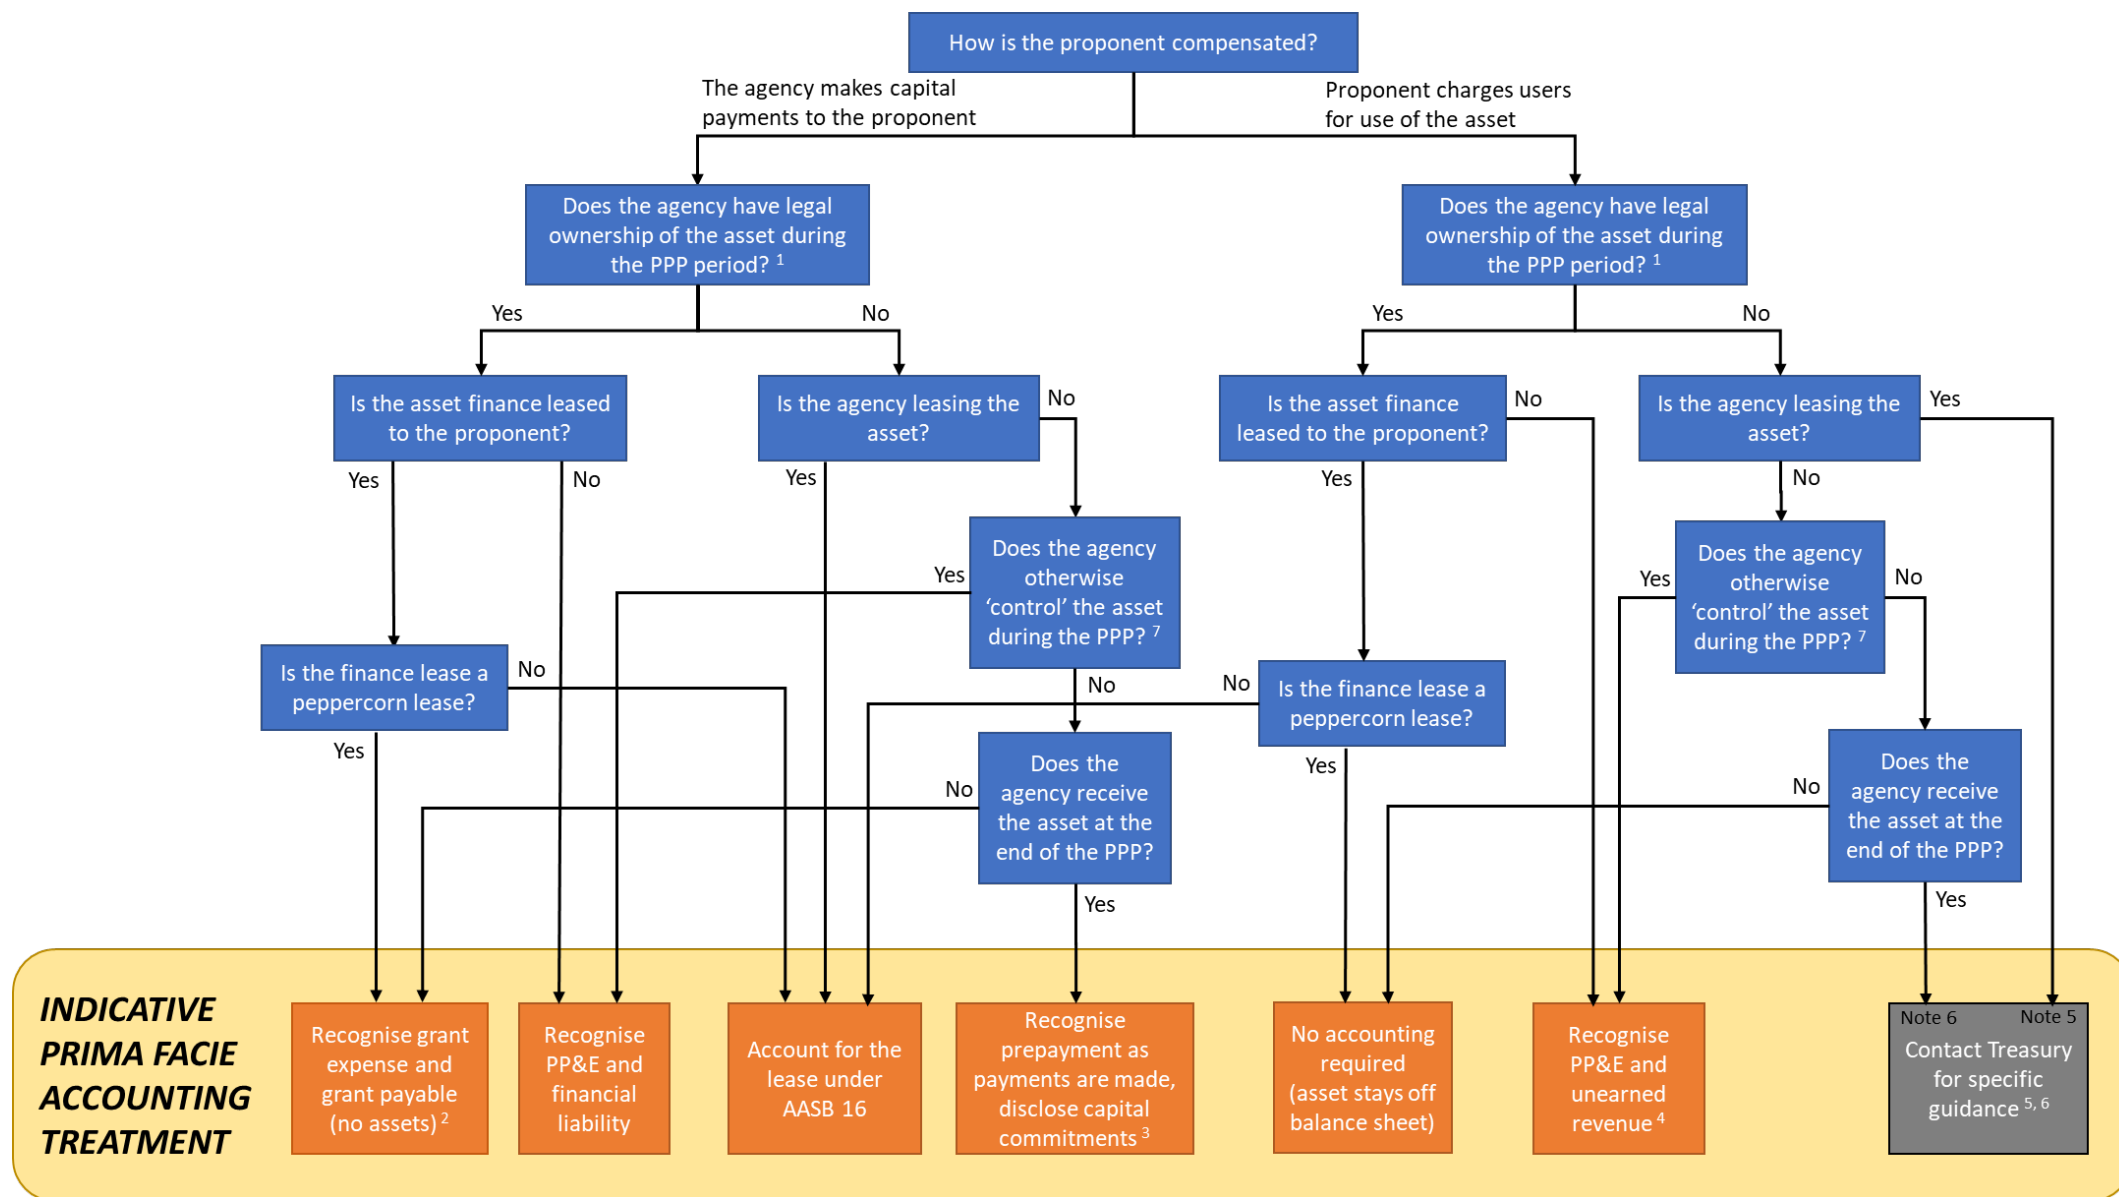 How is the proponent compensated?
The agency makes capital
payments to the proponent
Proponent charges users
for use of the asset
Does the agency have legal
ownership of the asset during
the PPP period? 1
Does the agency have legal
ownership of the asset during
the PPP period? 1
Yes
No
Yes
No
Is the asset finance leased
to the proponent?
Is the agency leasing the
asset?
No
Is the asset finance
leased to the proponent?
No
Is the agency leasing the
asset?
Yes
Yes
No
Yes
Yes
No
Does the agency
otherwise
‘control’ the asset
during the PPP? 7
Yes
Does the agency
otherwise
‘control’ the asset
during the PPP? 7
Yes
No
Is the finance lease a
peppercorn lease?
No
No
No
Is the finance lease a
peppercorn lease?
Yes
Does the
agency receive
the asset at the
end of the PPP?
No
Yes
Does the
agency receive
the asset at the
end of the PPP?
No
Yes
Yes
INDICATIVE
PRIMA FACIE
ACCOUNTING
TREATMENT
Recognise grant
expense and
grant payable
(no assets) 2
Recognise
PP&E and
financial
liability
Account for the
lease under
AASB 16
Recognise
prepayment as
payments are made,
disclose capital
commitments 3
No accounting
required
(asset stays off
balance sheet)
Recognise
PP&E and
unearned
revenue 4
Note 6
Note 5
Contact Treasury
for specific
guidance 5, 6